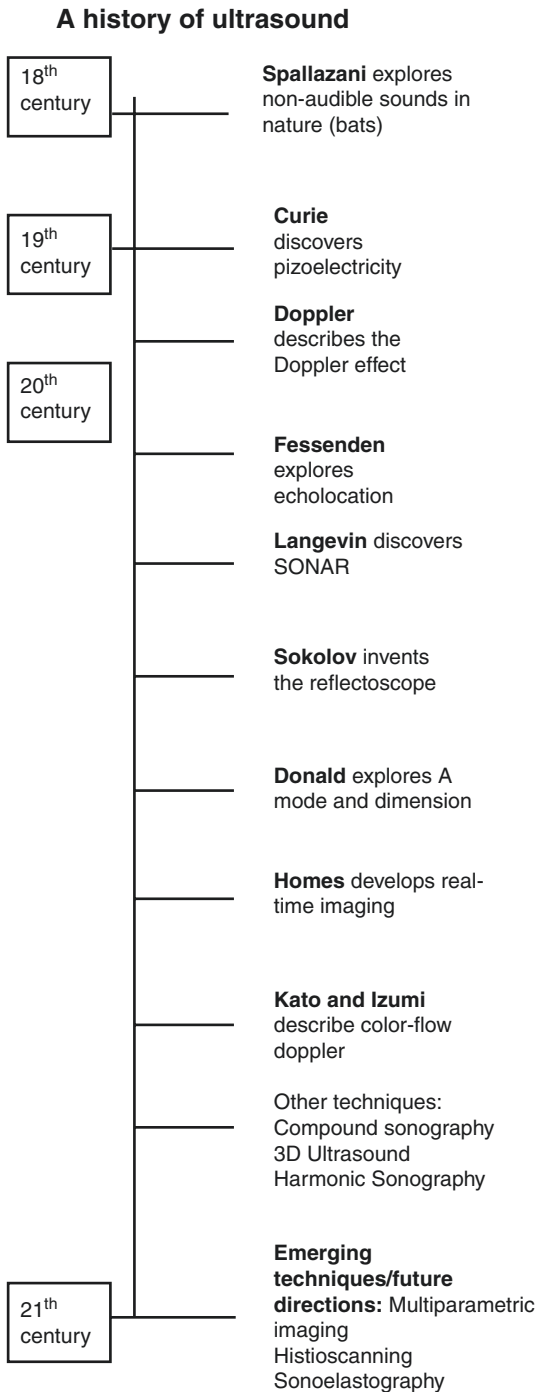 A history of ultrasound
18th
century
Spallazani explores
non-audible sounds in
nature (bats)
19th
century
Curie
discovers
pizoelectricity
Doppler
describes the
Doppler effect
20th
century
Fessenden
explores
echolocation
Langevin discovers
SONAR
Sokolov invents
the reflectoscope
Donald explores A
mode and dimension
Homes develops real-
time imaging
Kato and Izumi
describe color-flow
doppler
Other techniques:
Compound sonography
3D Ultrasound
Harmonic Sonography
21th
century
Emerging
techniques/future
directions: Multiparametric
imaging
Histioscanning
Sonoelastography